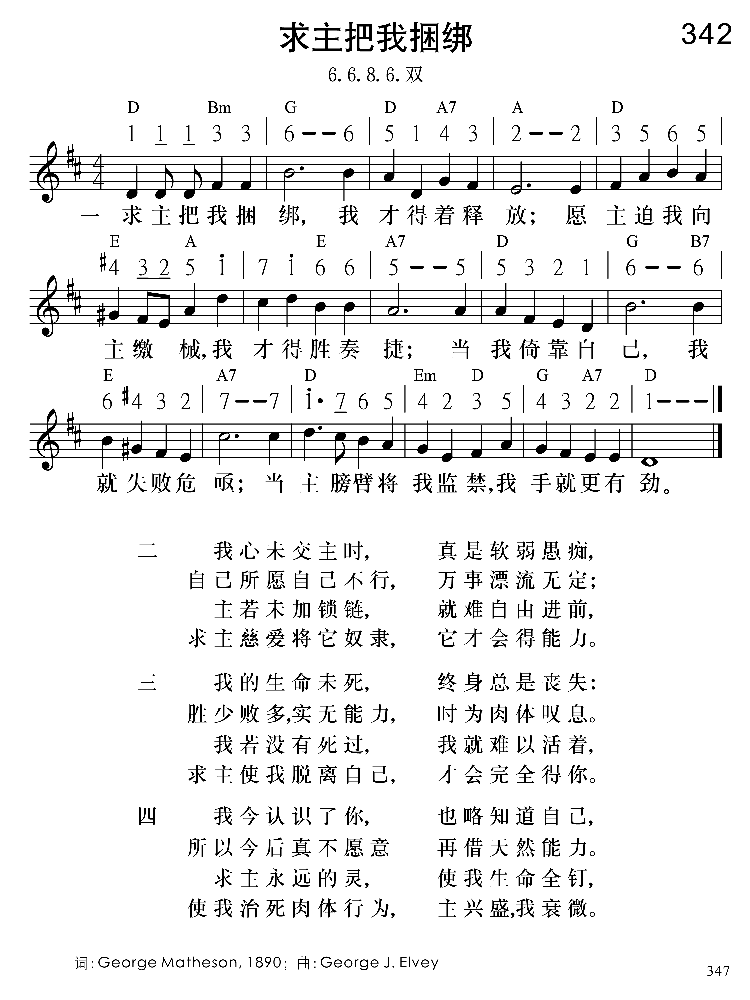 求主把我捆绑 342
6.6.8.6.双
D Bm G D A7 A D
1 1 1 3 3 | 6 - - 6 | 5 1 4 3 | 2 - - 2 | 3 5 6 5 |
一 求主把我捆 绑, 我 才得着释 放; 愿 主迫我向
E A E A7 D G B7
#4 3 2 5 i | 7 i 6 6 | 5 - - 5 | 5 3 2 1 | 6 - - 6 |
主缴 械,我 才得胜奏 捷; 当 我倚靠自 己, 我
E A7 D Em D G A7 D
6 #4 3 2 | 7 - - 7 | i· 7 6 5 | 4 2 3 5 | 4 3 2 2 | 1 - - - ‖
就失败危 亟; 当 主膀臂将 我监禁,我 手就更有 劲。
二 我心未交主时, 真是软弱愚痴,
自己所愿自己不行, 万事漂流无定;
主若未加锁链, 就难自由进前,
求主慈爱将它奴隶, 它才会得能力。
三 我的生命未死, 终身总是丧失:
胜少败多,实无能力, 时为肉体叹息。
我若没有死过, 我就难以活着,
求主使我脱离自己, 才会完全得你。
四 我今认识了你, 也略知道自己,
所以今后真不愿意 再借天然能力。
求主永远的灵, 使我生命全钉,
使我治死肉体行为, 主兴盛,我衰微。
词: George Matheson, 1890; 曲: George J. Elvey
347